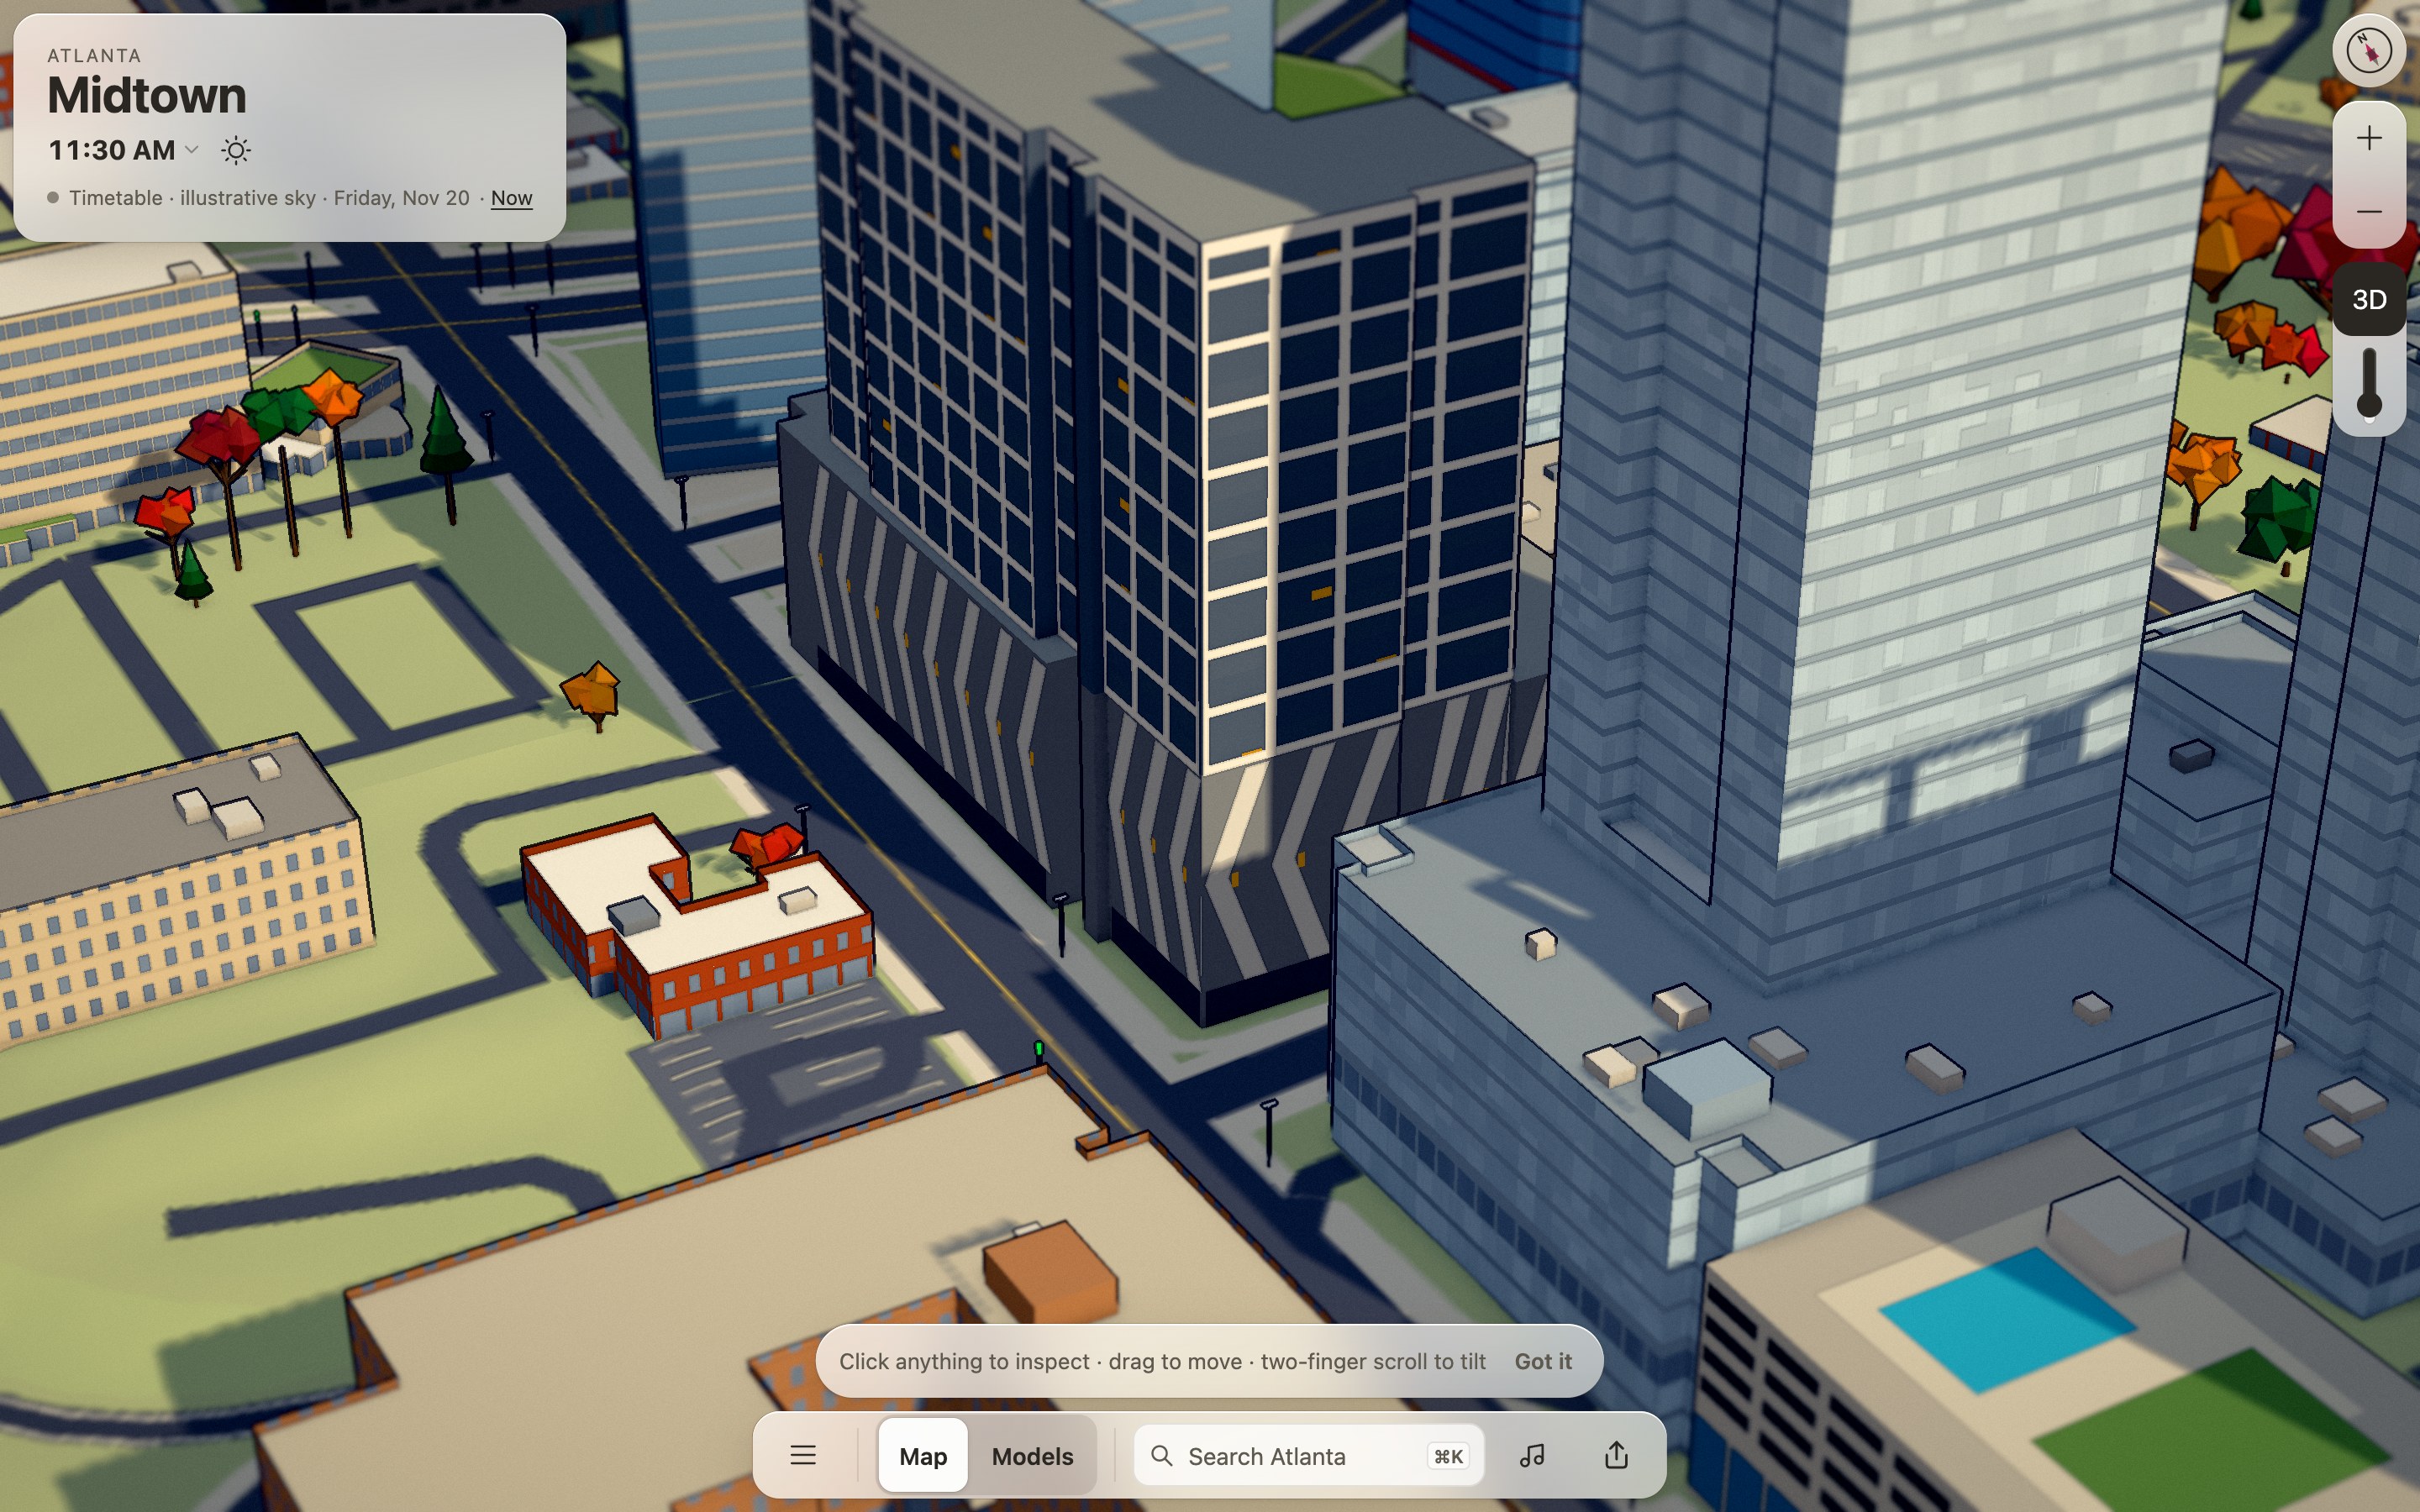 ATLANTA
Midtown
11:30 AM
Timetable · illustrative sky · Friday, Nov 20 · Now
N
3D
Click anything to inspect · drag to move · two-finger scroll to tilt Got it
Map Models Search Atlanta ⌘K